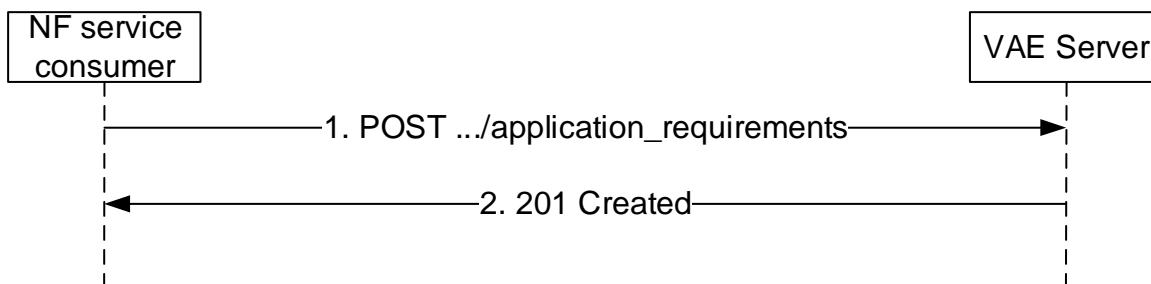 NF service
consumer
VAE Server
1. POST .../application_requirements
2. 201 Created